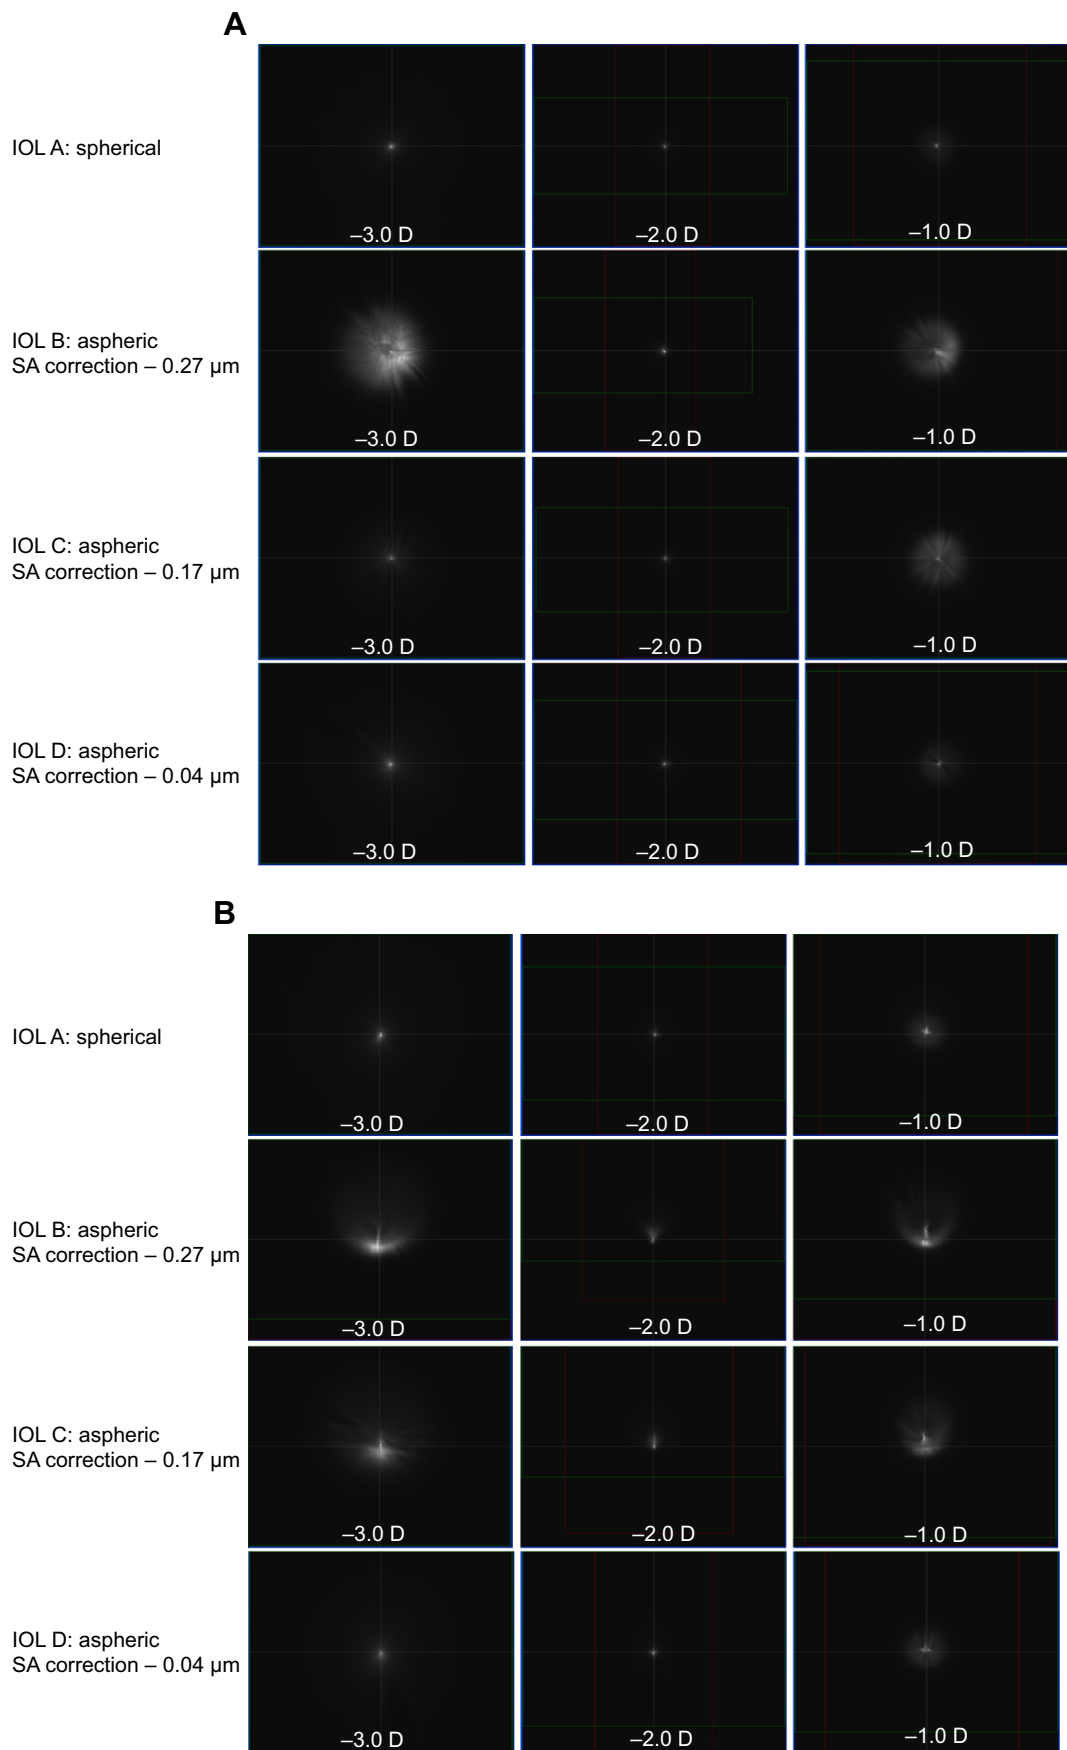 A
IOL A: spherical
–3.0 D
–2.0 D
–1.0 D
IOL B: aspheric
SA correction – 0.27 µm
–3.0 D
–2.0 D
–1.0 D
IOL C: aspheric
SA correction – 0.17 µm
–3.0 D
–2.0 D
–1.0 D
IOL D: aspheric
SA correction – 0.04 µm
–3.0 D
–2.0 D
–1.0 D
B
IOL A: spherical
–3.0 D
–2.0 D
–1.0 D
IOL B: aspheric
SA correction – 0.27 µm
–3.0 D
–2.0 D
–1.0 D
IOL C: aspheric
SA correction – 0.17 µm
–3.0 D
–2.0 D
–1.0 D
IOL D: aspheric
SA correction – 0.04 µm
–3.0 D
–2.0 D
–1.0 D